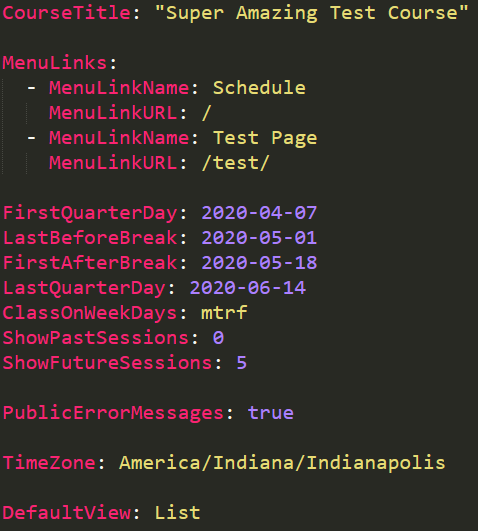 CourseTitle: "Super Amazing Test Course"
MenuLinks:
- MenuLinkName: Schedule
MenuLinkURL: /
- MenuLinkName: Test Page
MenuLinkURL: /test/
FirstQuarterDay: 2020-04-07
LastBeforeBreak: 2020-05-01
FirstAfterBreak: 2020-05-18
LastQuarterDay: 2020-06-14
ClassOnWeekDays: mtrf
ShowPastSessions: 0
ShowFutureSessions: 5
PublicErrorMessages: true
TimeZone: America/Indiana/Indianapolis
DefaultView: List